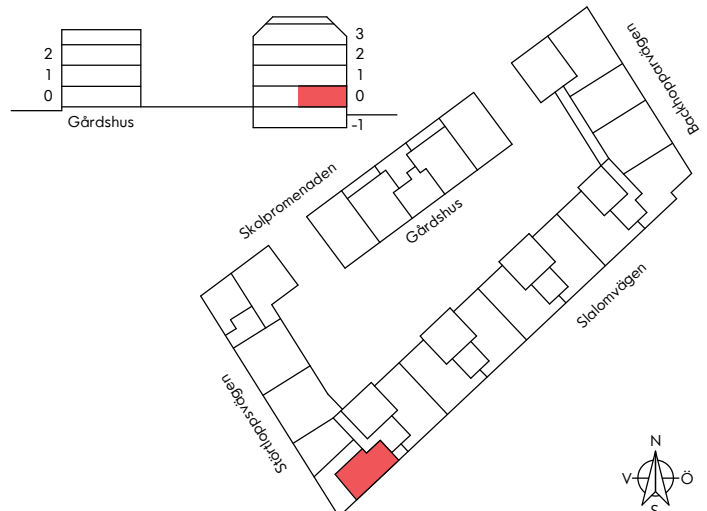 3
2
1
0
-1
2
1
0
Gårdshus
Backhopparvägen
Skolpromenaden
Gårdshus
Slalomvägen
Störtloppsvägen
N
V
Ö
S